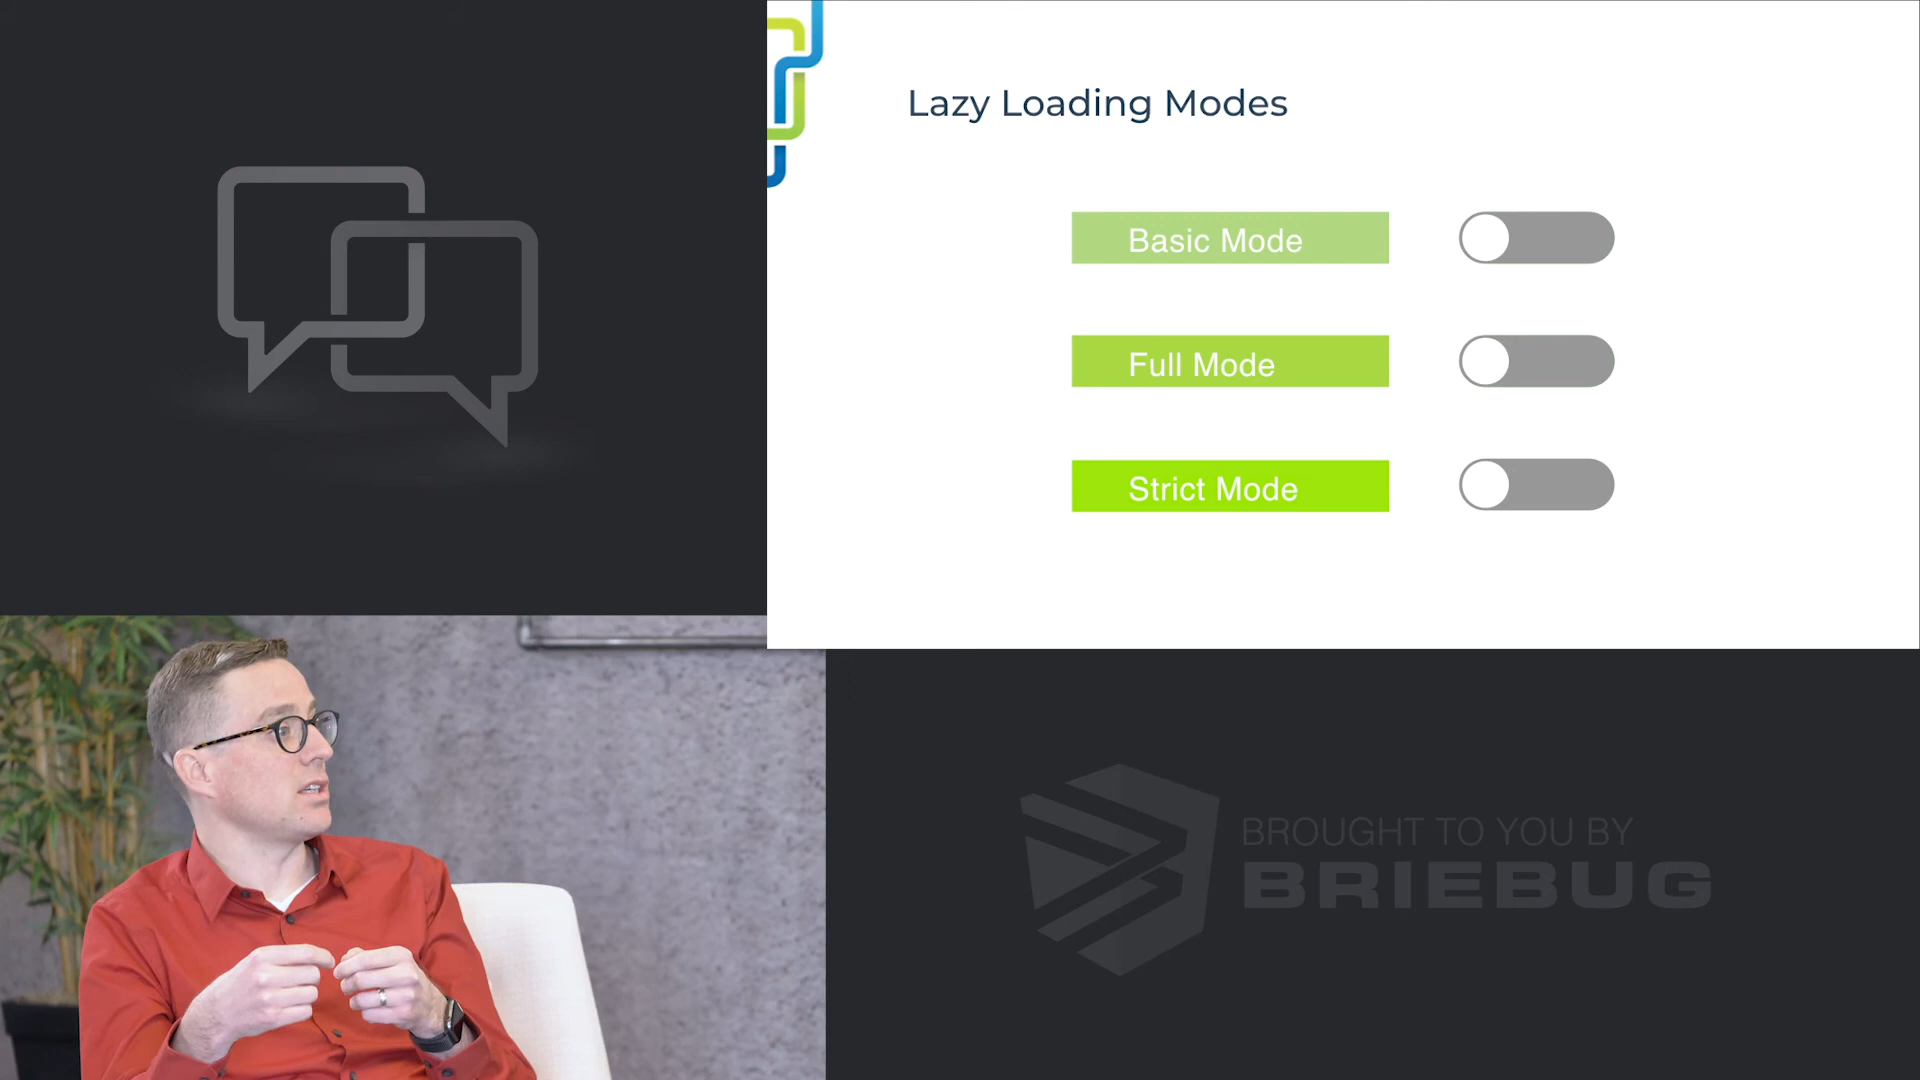 Lazy Loading Modes
Basic Mode
Full Mode
Strict Mode
BROUGHT TO YOU BY
BRIEBUG